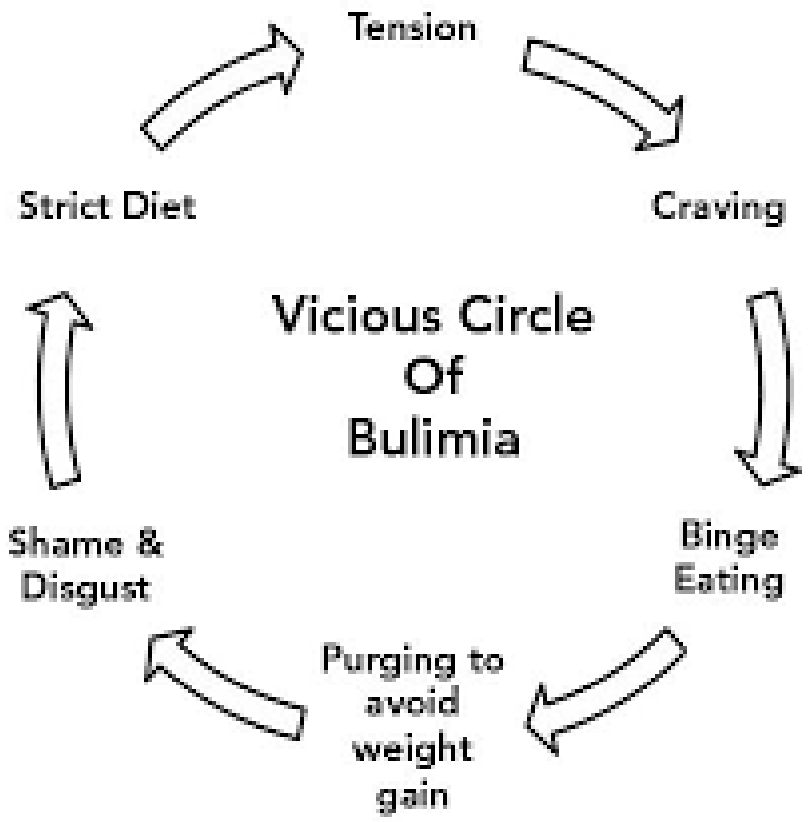 Tension
Craving
Binge
Eating
Purging to
avoid
weight
gain
Shame &
Disgust
Strict Diet
Vicious Circle
Of
Bulimia